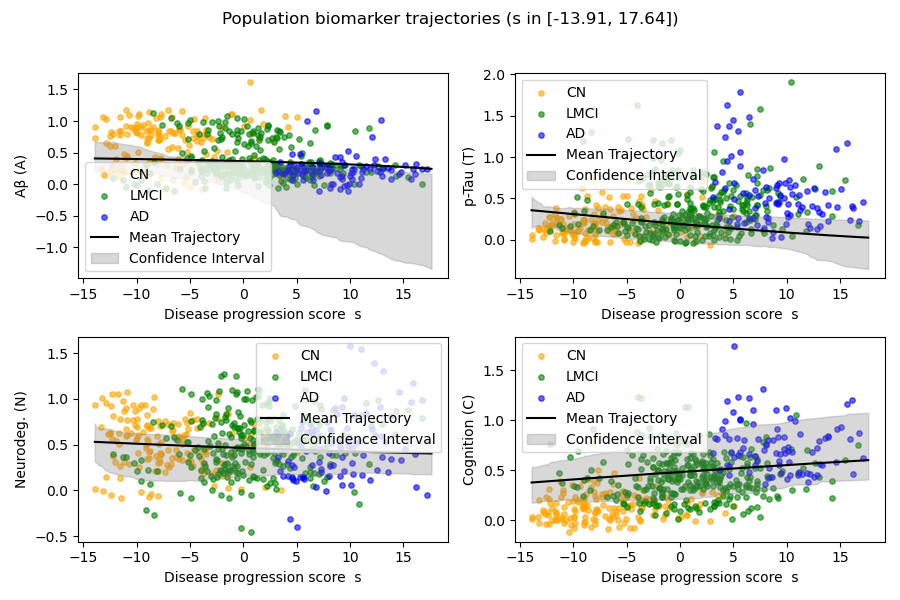 Population biomarker trajectories (s in [-13.91, 17.64])
Aβ (A)
1.5
1.0
0.5
0.0
−0.5
−1.0
CN
LMCI
AD
Mean Trajectory
Confidence Interval
−15 −10 −5 0 5 10 15
Disease progression score s
p-Tau (T)
2.0
1.5
1.0
0.5
0.0
CN
LMCI
AD
Mean Trajectory
Confidence Interval
−15 −10 −5 0 5 10 15
Disease progression score s
Neurodeg. (N)
1.5
1.0
0.5
0.0
−0.5
CN
LMCI
AD
Mean Trajectory
Confidence Interval
−15 −10 −5 0 5 10 15
Disease progression score s
Cognition (C)
1.5
1.0
0.5
0.0
CN
LMCI
AD
Mean Trajectory
Confidence Interval
−15 −10 −5 0 5 10 15
Disease progression score s